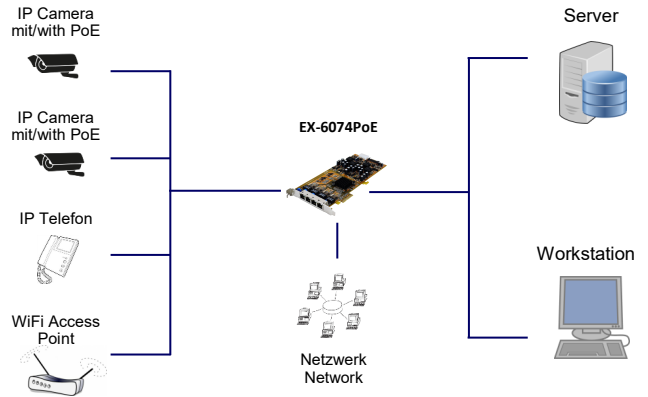 IP Camera
mit/with PoE
IP Camera
mit/with PoE
IP Telefon
WiFi Access
Point
EX-6074PoE
Netzwerk
Network
Server
Workstation